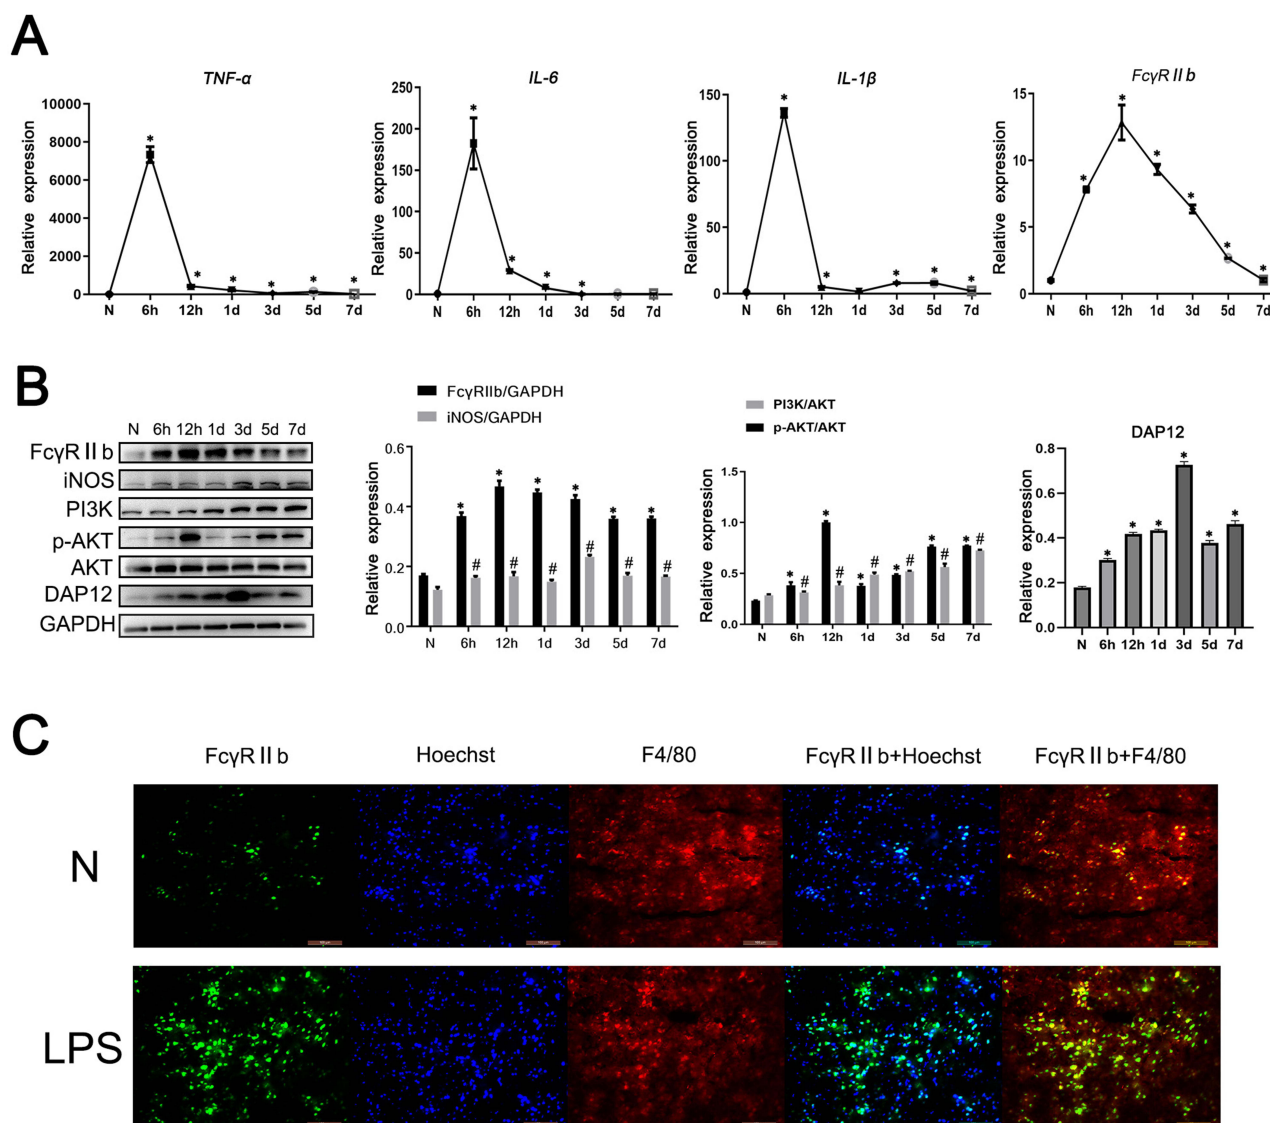 A
TNF-α
IL-6
IL-1β
FcγRⅡb
Relative expression
10000
8000
6000
4000
2000
0
N 6h 12h 1d 3d 5d 7d
* * * * * *
Relative expression
250
200
150
100
50
0
N 6h 12h 1d 3d 5d 7d
* * * *
Relative expression
150
100
50
0
N 6h 12h 1d 3d 5d 7d
* * * * *
Relative expression
15
10
5
0
N 6h 12h 1d 3d 5d 7d
* * * * * *
B
N 6h 12h 1d 3d 5d 7d
FcγRⅡb
iNOS
PI3K
p-AKT
AKT
DAP12
GAPDH
FcγRIIb/GAPDH
iNOS/GAPDH
Relative expression
0.6
0.4
0.2
0.0
N 6h 12h 1d 3d 5d 7d
* * * * * *
# # # # # #
PI3K/AKT
p-AKT/AKT
Relative expression
1.5
1.0
0.5
0.0
N 6h 12h 1d 3d 5d 7d
* * * * * *
# # # # # #
DAP12
Relative expression
0.8
0.6
0.4
0.2
0.0
N 6h 12h 1d 3d 5d 7d
* * * * * *
C
FcγRⅡb Hoechst F4/80 FcγRⅡb+Hoechst FcγRⅡb+F4/80
N
LPS